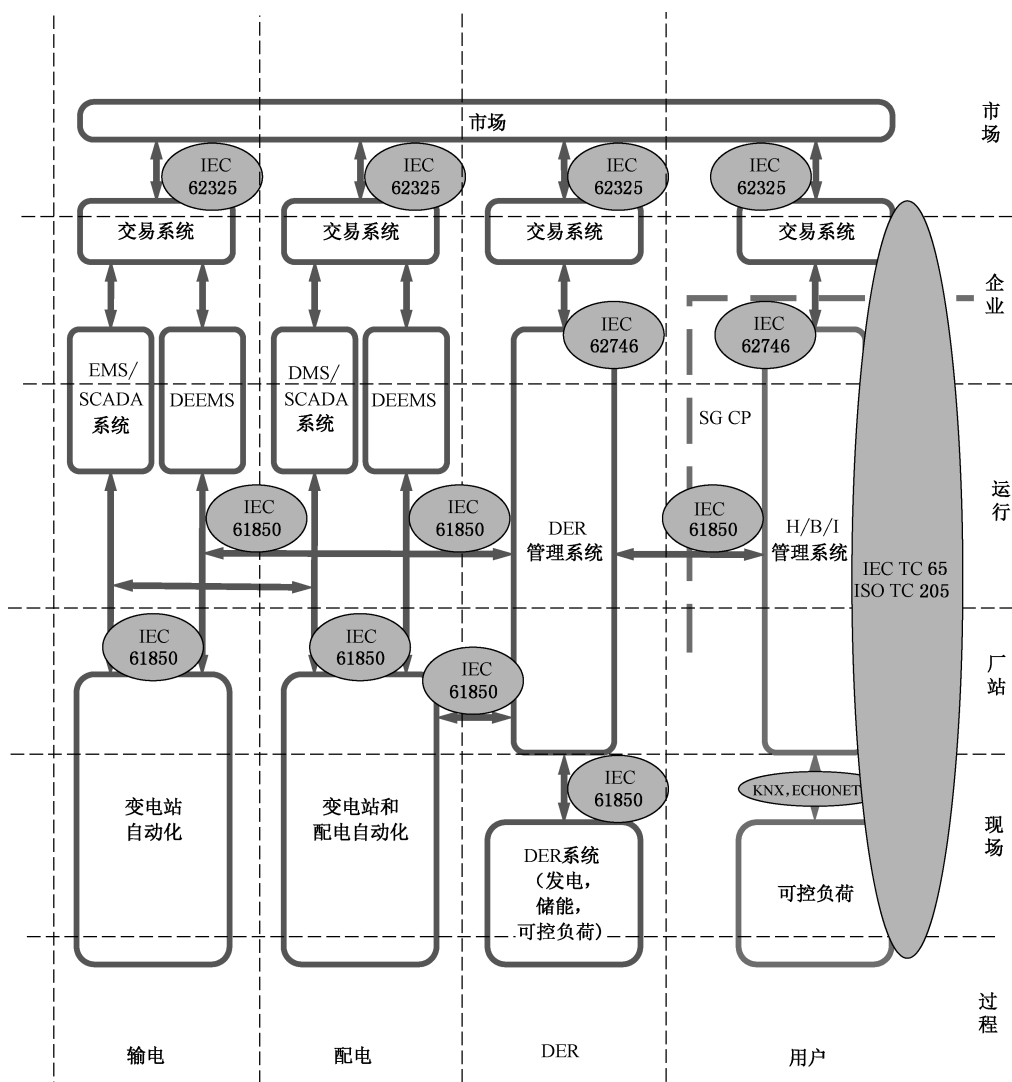 市场
市
场
IEC
62325
IEC
62325
IEC
62325
IEC
62325
交易系统
交易系统
交易系统
交易系统
企
业
IEC
62746
IEC
62746
EMS/
SCADA
系统
DEEMS
DMS/
SCADA
系统
DEEMS
SG CP
运
行
IEC
61850
IEC
61850
IEC
61850
DER
管理系统
H/B/I
管理系统
IEC TC 65
ISO TC 205
IEC
61850
IEC
61850
IEC
61850
厂
站
IEC
61850
KNX,ECHONET
变电站
自动化
变电站和
配电自动化
DER系统
(发电,
储能,
可控负荷)
可控负荷
现
场
过
程
输电
配电
DER
用户